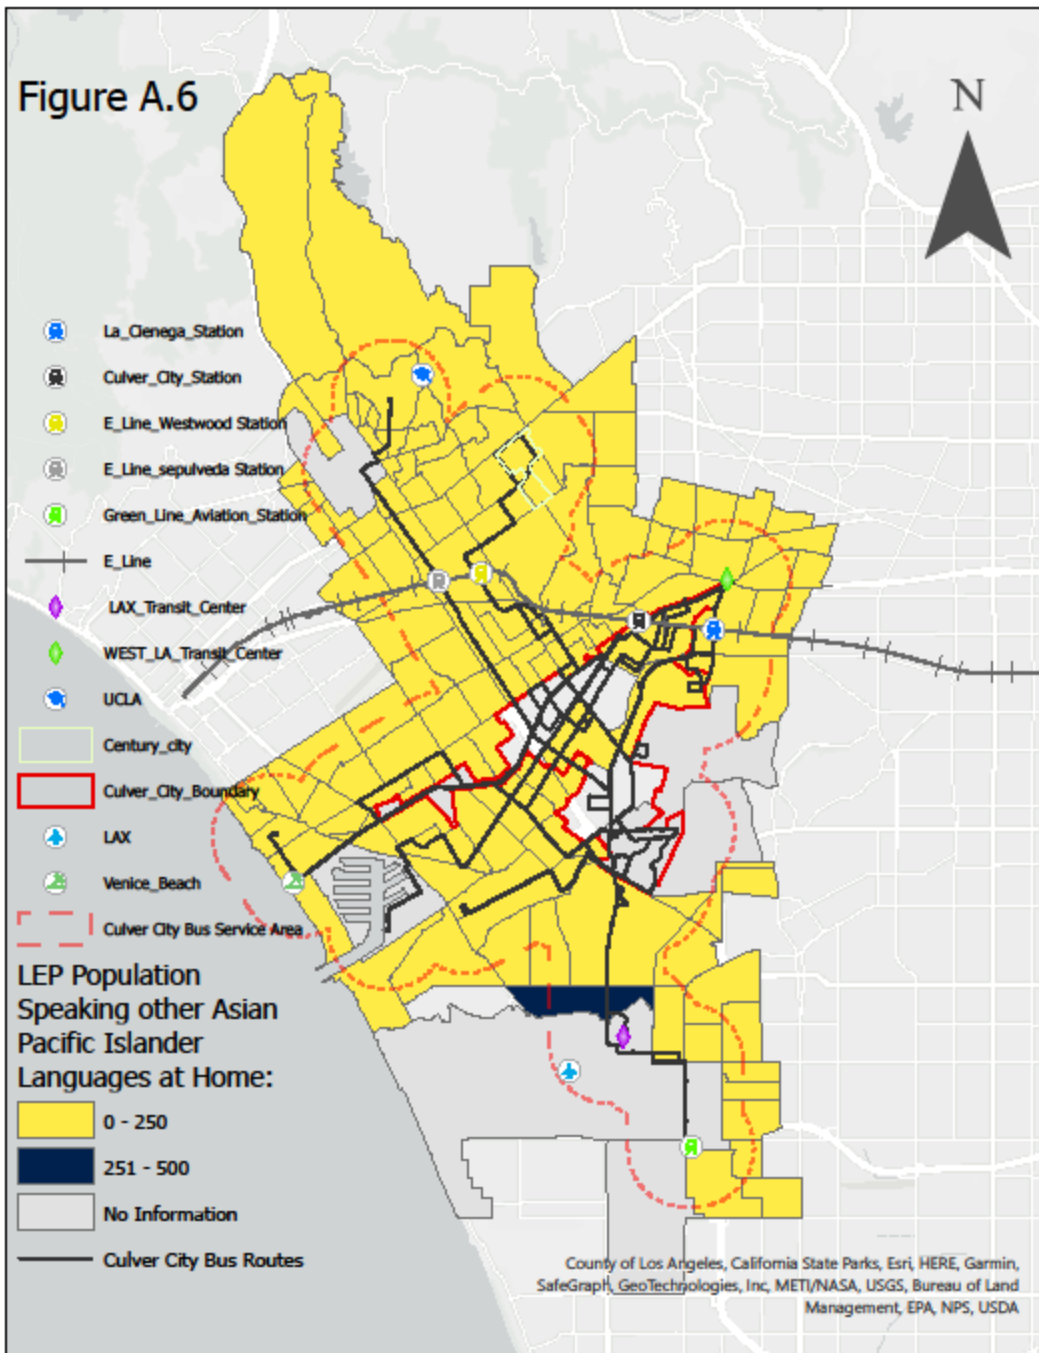 Figure A.6
N
La_Cienega_Station
Culver_City_Station
E_Line_Westwood Station
E_Line_sepulveda Station
Green_Line_Aviation_Station
E_Line
LAX_Transit_Center
WEST_LA_Transit_Center
UCLA
Century_city
Culver_City_Boundary
LAX
Venice_Beach
Culver City Bus Service Area
LEP Population
Speaking other Asian
Pacific Islander
Languages at Home:
0 - 250
251 - 500
No Information
Culver City Bus Routes
County of Los Angeles, California State Parks, Esri, HERE, Garmin,
SafeGraph, GeoTechnologies, Inc, METI/NASA, USGS, Bureau of Land
Management, EPA, NPS, USDA